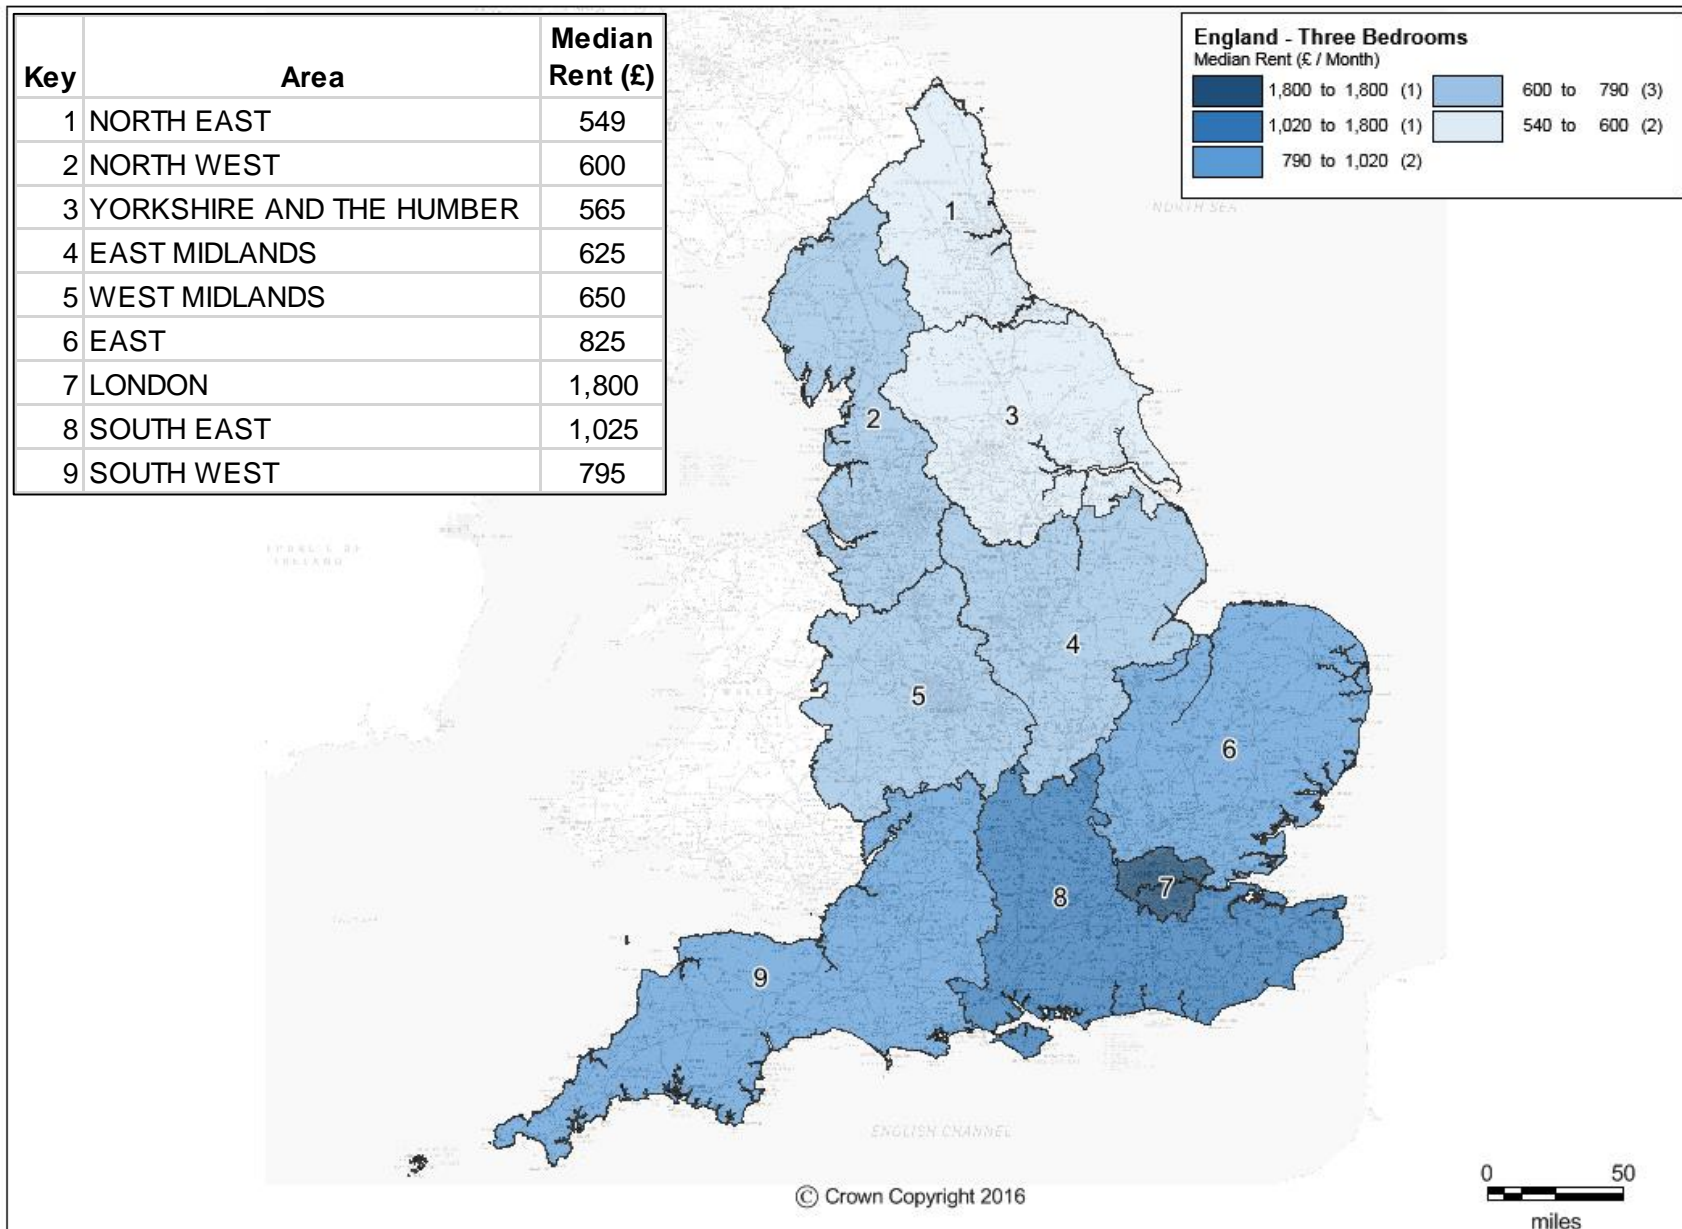 Key Area Median Rent (£)
1 NORTH EAST 549
2 NORTH WEST 600
3 YORKSHIRE AND THE HUMBER 565
4 EAST MIDLANDS 625
5 WEST MIDLANDS 650
6 EAST 825
7 LONDON 1,800
8 SOUTH EAST 1,025
9 SOUTH WEST 795
England - Three Bedrooms
Median Rent (£ / Month)
1,800 to 1,800 (1) 600 to 790 (3)
1,020 to 1,800 (1) 540 to 600 (2)
790 to 1,020 (2)
NORTH SEA
1
2
3
4
5
6
7
8
9
ENGLISH CHANNEL
© Crown Copyright 2016
0 50
miles